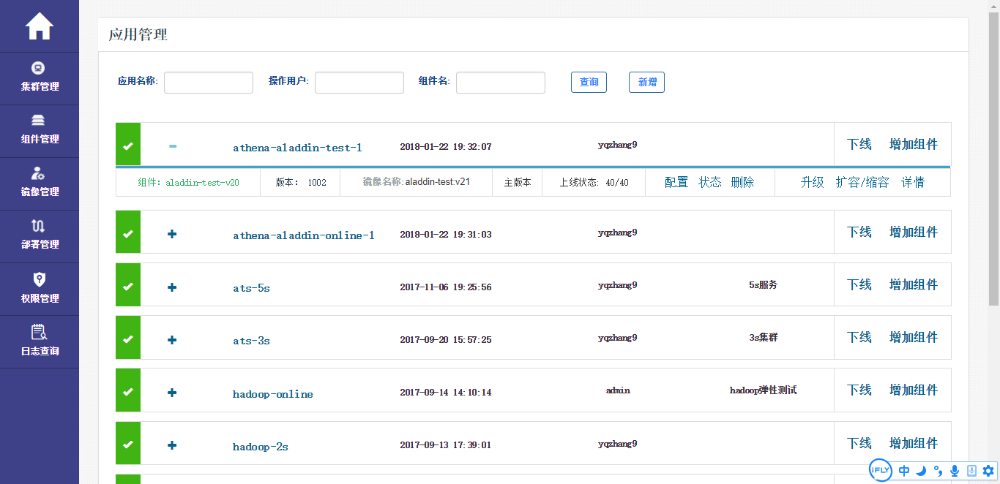 应用管理
集群管理
组件管理
镜像管理
部署管理
权限管理
日志查询
应用名称: 操作用户: 组件名: 查询 新增
athena-aladdin-test-1 2018-01-22 19:32:07 yqzhang9 下线 增加组件
组件: aladdin-test-v20 版本: 1002 镜像名称: aladdin-test:v21 主版本 上线状态: 40/40 配置 状态 删除 升级 扩容/缩容 详情
athena-aladdin-online-1 2018-01-22 19:31:03 yqzhang9 下线 增加组件
ats-5s 2017-11-06 19:25:56 yqzhang9 5s服务 下线 增加组件
ats-3s 2017-09-20 15:57:25 yqzhang9 3s集群 下线 增加组件
hadoop-online 2017-09-14 14:10:14 admin hadoop弹性测试 下线 增加组件
hadoop-2s 2017-09-13 17:39:01 yqzhang9 下线 增加组件
iFLY 中